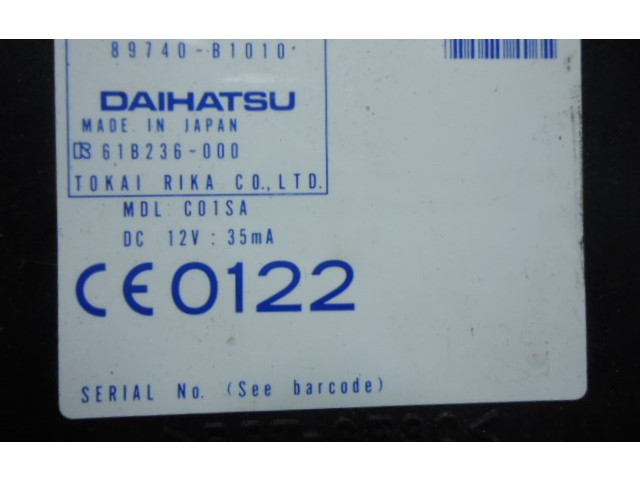 89740-B1010
DAIHATSU
MADE IN JAPAN
61B236-000
TOKAI RIKA CO., LTD.
MDL C01SA
DC 12V : 35mA
CE0122
SERIAL No. (See barcode)